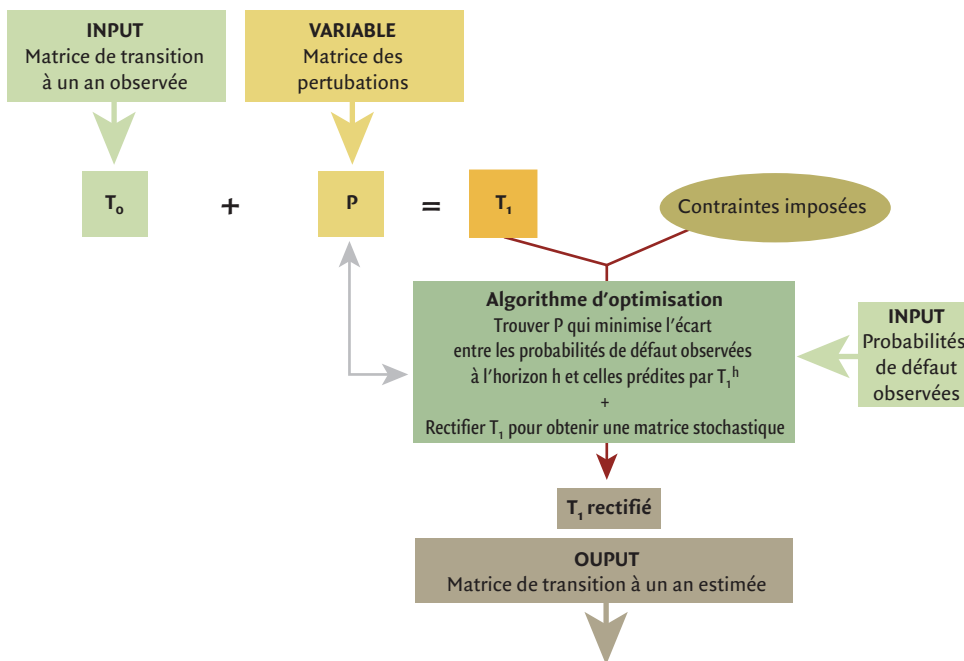 INPUT
Matrice de transition
à un an observée
VARIABLE
Matrice des
pertubations
T₀
+
P
=
T₁
Contraintes imposées
Algorithme d'optimisation
Trouver P qui minimise l'écart
entre les probabilités de défaut observées
à l'horizon h et celles prédites par T₁ʰ
+
Rectifier T₁ pour obtenir une matrice stochastique
INPUT
Probabilités
de défaut
observées
T₁ rectifié
OUPUT
Matrice de transition à un an estimée